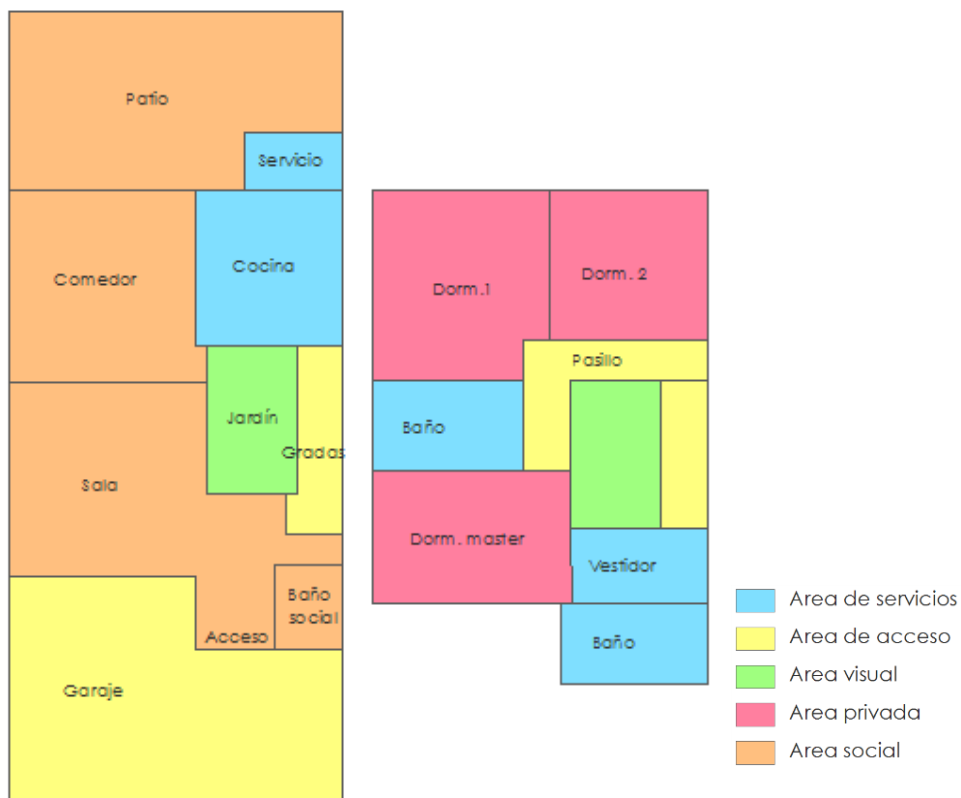 Patio
Servicio
Cocina
Comedor
Jardín
Gradas
Sala
Baño
social
Acceso
Garaje
Dorm. 2
Dorm.1
Pasillo
Baño
Dorm. master
Vestidor
Baño
Area de servicios
Area de acceso
Area visual
Area privada
Area social